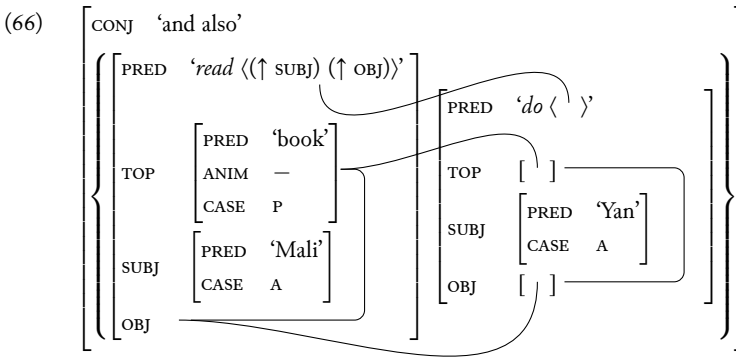 (66)
CONJ ‘and also’
PRED ‘read ⟨(↑ SUBJ) (↑ OBJ)⟩’
TOP
PRED ‘book’
ANIM —
CASE P
SUBJ
PRED ‘Mali’
CASE A
OBJ
PRED ‘do ⟨ ⟩’
TOP [ ]
SUBJ
PRED ‘Yan’
CASE A
OBJ [ ]